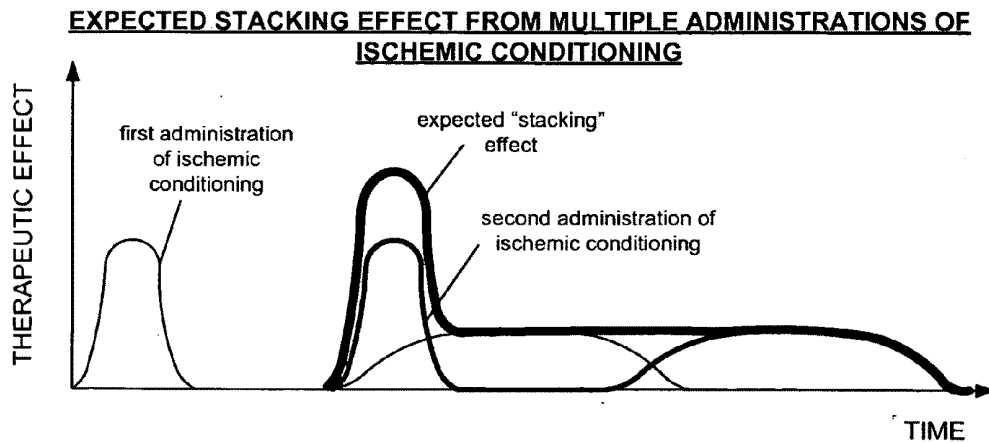 EXPECTED STACKING EFFECT FROM MULTIPLE ADMINISTRATIONS OF
ISCHEMIC CONDITIONING
THERAPEUTIC EFFECT
first administration
of ischemic
conditioning
expected "stacking"
effect
second administration of
ischemic conditioning
TIME